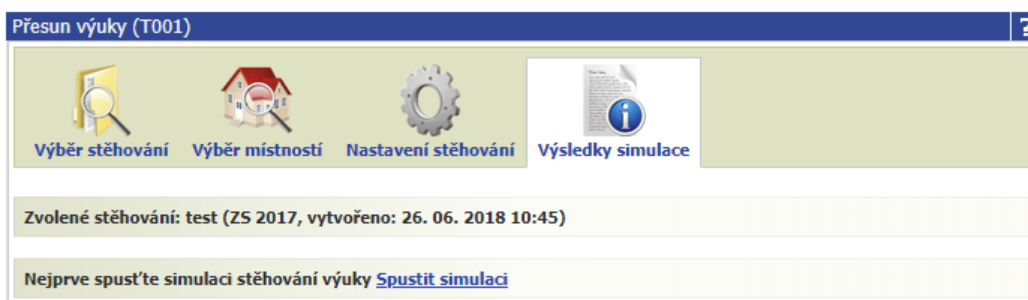 Přesun výuky (T001)
?
Výběr stěhování
Výběr místností
Nastavení stěhování
Výsledky simulace
Zvolené stěhování: test (ZS 2017, vytvořeno: 26. 06. 2018 10:45)
Nejprve spusťte simulaci stěhování výuky Spustit simulaci